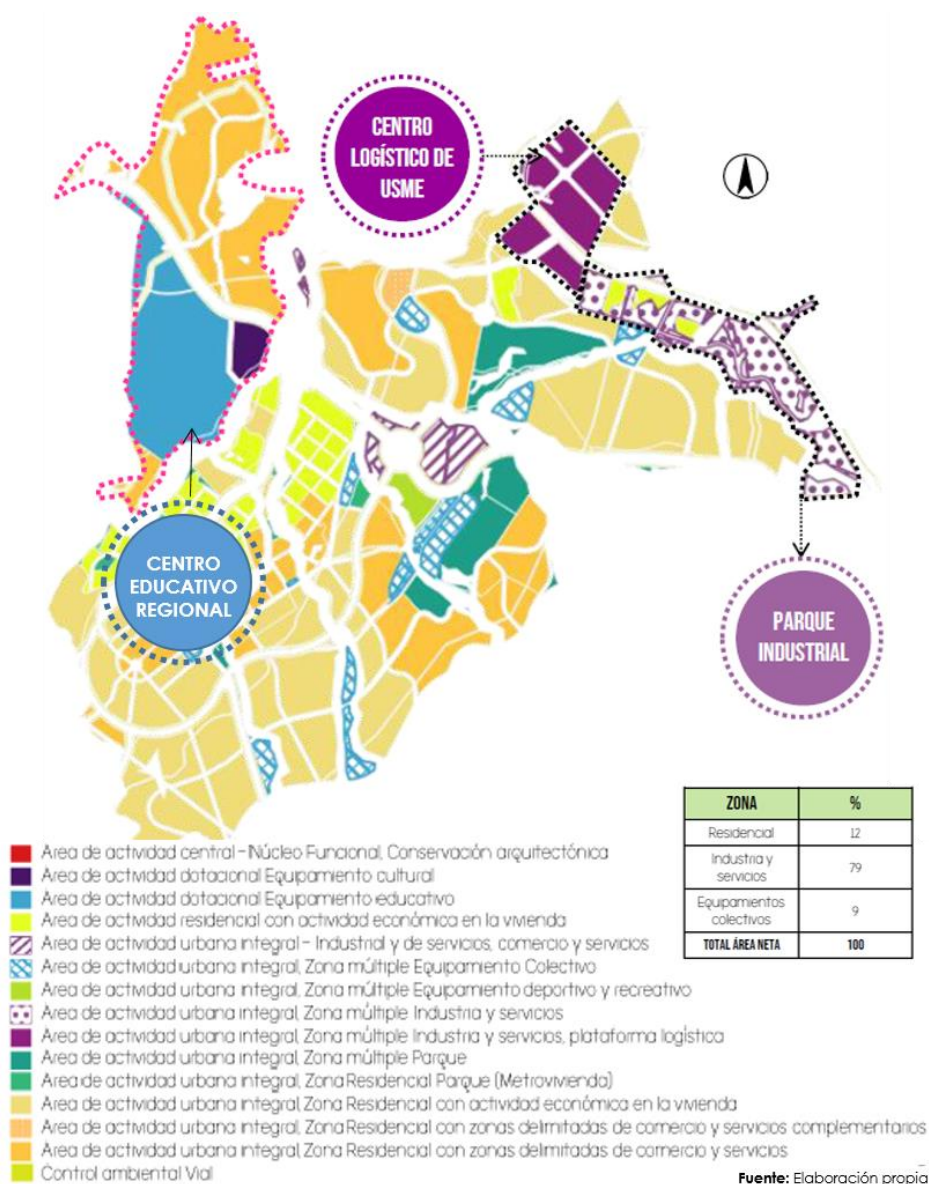 CENTRO
LOGÍSTICO DE
USME
CENTRO
EDUCATIVO
REGIONAL
PARQUE
INDUSTRIAL
ZONA %
Residencial 12
Industria y
servicios 79
Equipamientos
colectivos 9
TOTAL ÁREA NETA 100
Area de actividad central – Núcleo Funcional, Conservación arquitectónica
Area de actividad dotacional Equipamiento cultural
Area de actividad dotacional Equipamiento educativo
Area de actividad residencial con actividad económica en la vivienda
Area de actividad urbana integral – Industrial y de servicios, comercio y servicios
Area de actividad urbana integral, Zona múltiple Equipamiento Colectivo
Area de actividad urbana integral, Zona múltiple Equipamiento deportivo y recreativo
Area de actividad urbana integral, Zona múltiple Industria y servicios
Area de actividad urbana integral, Zona múltiple Industria y servicios, plataforma logística
Area de actividad urbana integral, Zona múltiple Parque
Area de actividad urbana integral, Zona Residencial Parque (Metrovivienda)
Area de actividad urbana integral, Zona Residencial con actividad económica en la vivienda
Area de actividad urbana integral, Zona Residencial con zonas delimitadas de comercio y servicios complementarios
Area de actividad urbana integral, Zona Residencial con zonas delimitadas de comercio y servicios
Control ambiental Vial
Fuente: Elaboración propia